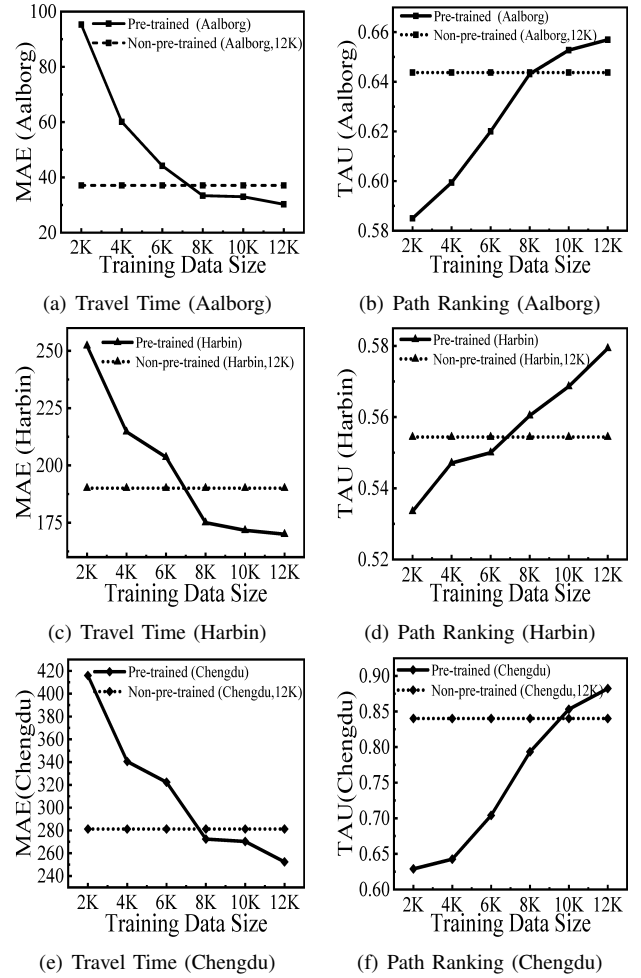 Pre-trained (Aalborg)
Non-pre-trained (Aalborg,12K)
MAE (Aalborg)
100
80
60
40
20
2K 4K 6K 8K 10K 12K
Training Data Size
(a) Travel Time (Aalborg)
Pre-trained (Aalborg)
Non-pre-trained (Aalborg,12K)
TAU (Aalborg)
0.66
0.64
0.62
0.60
0.58
2K 4K 6K 8K 10K 12K
Training Data Size
(b) Path Ranking (Aalborg)
Pre-trained (Harbin)
Non-pre-trained (Harbin,12K)
MAE (Harbin)
250
225
190
175
2K 4K 6K 8K 10K 12K
Training Data Size
(c) Travel Time (Harbin)
Pre-trained (Harbin)
Non-pre-trained (Harbin,12K)
TAU (Harbin)
0.58
0.56
0.54
0.52
2K 4K 6K 8K 10K 12K
Training Data Size
(d) Path Ranking (Harbin)
Pre-trained (Chengdu)
Non-pre-trained (Chengdu,12K)
MAE(Chengdu)
420
400
380
360
340
320
300
280
260
240
2K 4K 6K 8K 10K 12K
Training Data Size
(e) Travel Time (Chengdu)
Pre-trained (Chengdu)
Non-pre-trained (Chengdu,12K)
TAU(Chengdu)
0.90
0.85
0.80
0.75
0.70
0.65
0.60
2K 4K 6K 8K 10K 12K
Training Data Size
(f) Path Ranking (Chengdu)